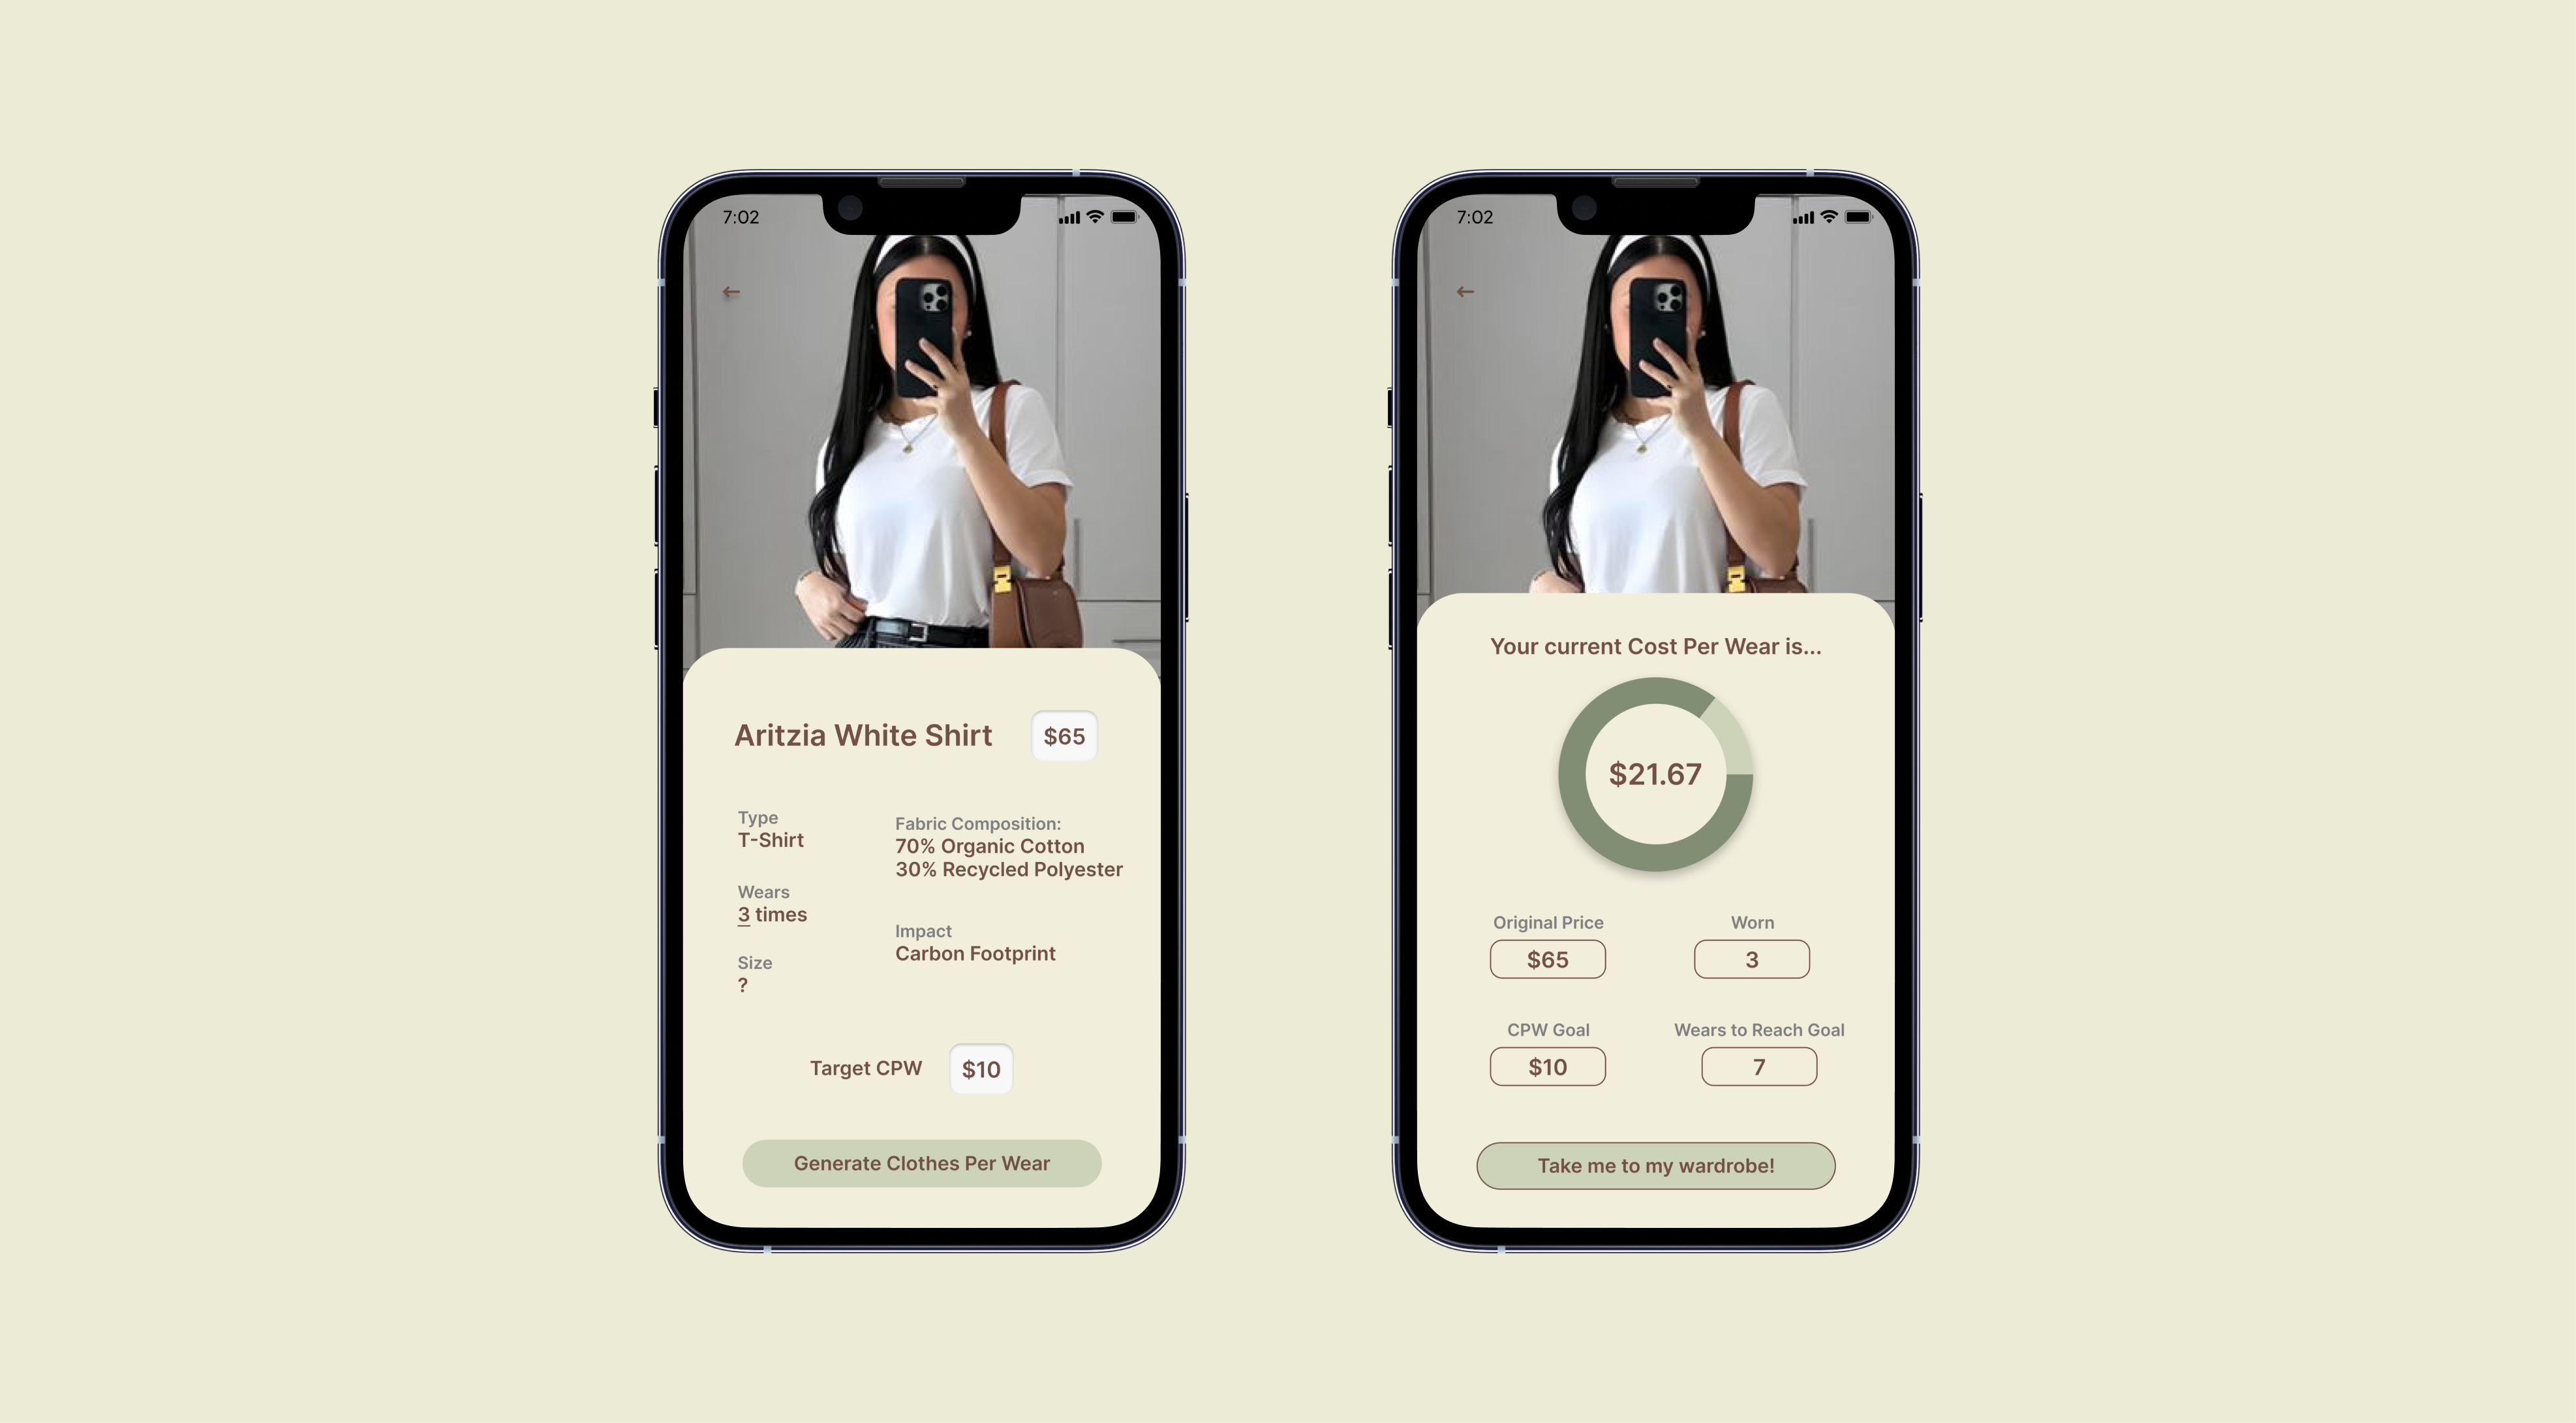 7:02
Aritzia White Shirt
$65
Type
T-Shirt
Wears
3 times
Size
?
Fabric Composition:
70% Organic Cotton
30% Recycled Polyester
Impact
Carbon Footprint
Target CPW
$10
Generate Clothes Per Wear
7:02
Your current Cost Per Wear is...
$21.67
Original Price
$65
Worn
3
CPW Goal
$10
Wears to Reach Goal
7
Take me to my wardrobe!